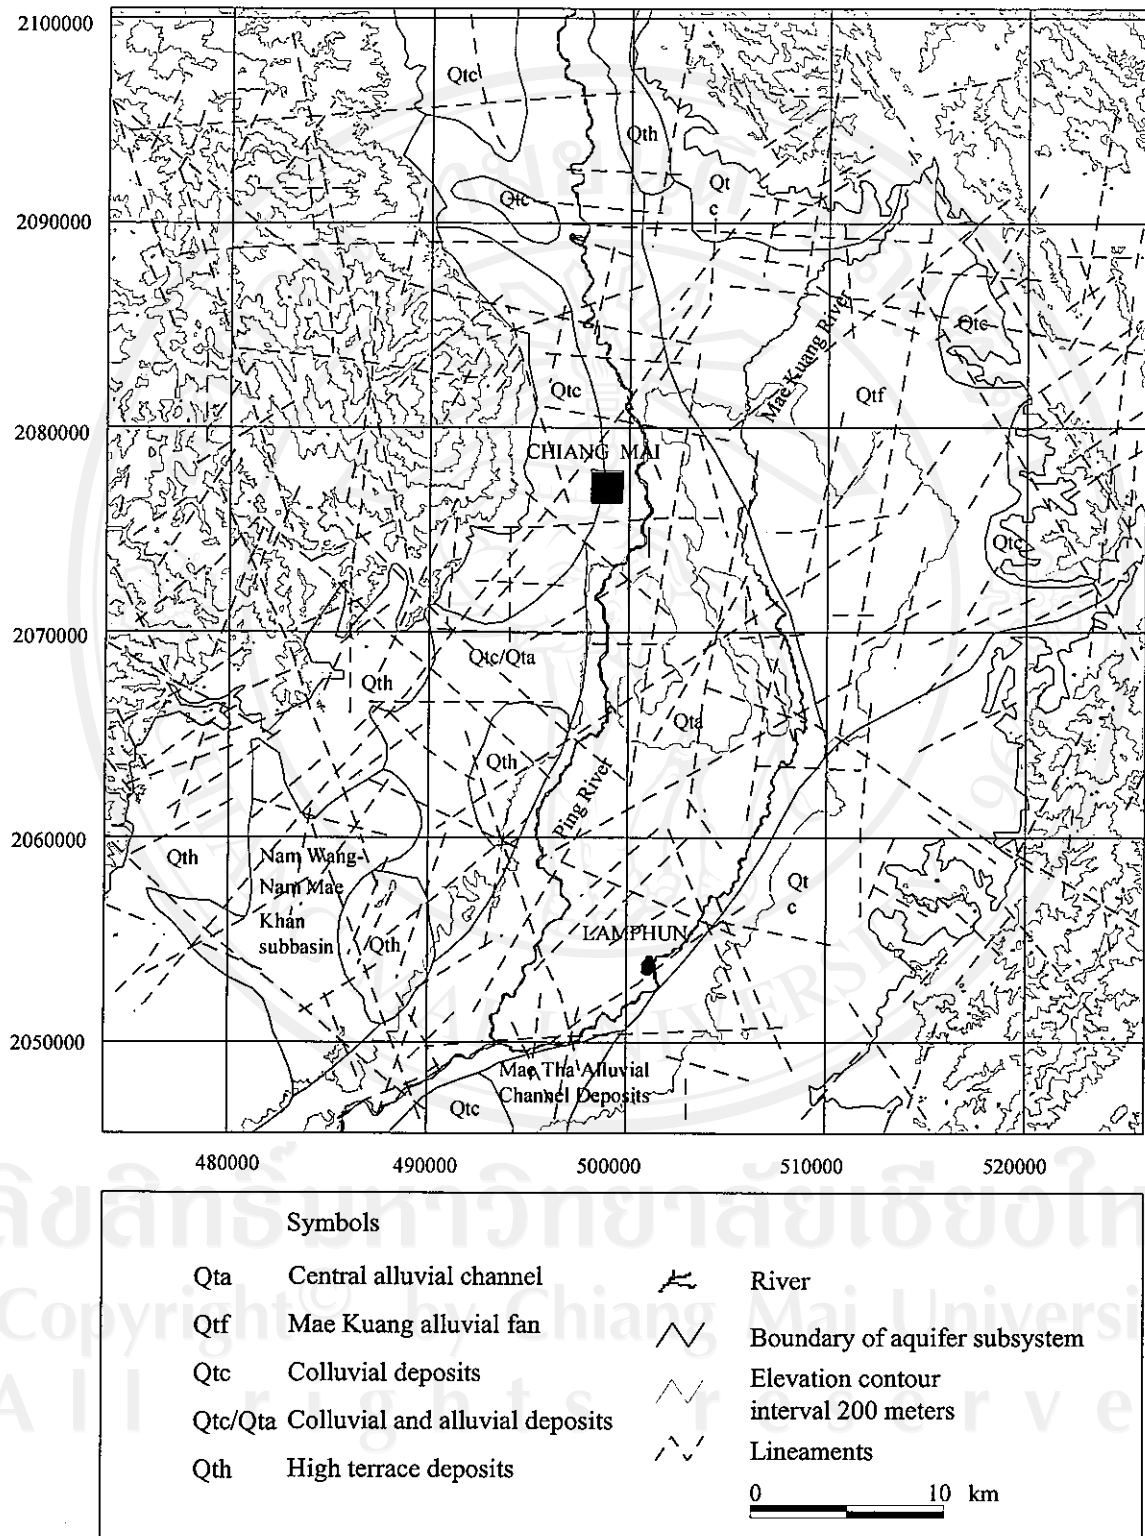 2100000
Qtc
Qth
Qt
c
Qtc
2090000
Qtc
Mae Kuang River
Qtc
Qtf
2080000
CHIANG MAI
Qtc
2070000
Qtc/Qta
Qth
Qta
Qth
Ping River
2060000
Qth
Nam Wang-
Nam Mae
Khan
subbasin
Qth
Qt
c
LAMPHUN
2050000
Mae Tha Alluvial
Channel Deposits
Qtc
480000 490000 500000 510000 520000
Symbols
Qta Central alluvial channel
Qtf Mae Kuang alluvial fan
Qtc Colluvial deposits
Qtc/Qta Colluvial and alluvial deposits
Qth High terrace deposits
River
Boundary of aquifer subsystem
Elevation contour
interval 200 meters
Lineaments
0 10 km
Copyright© by Chiang Mai Universi
All rights reserve